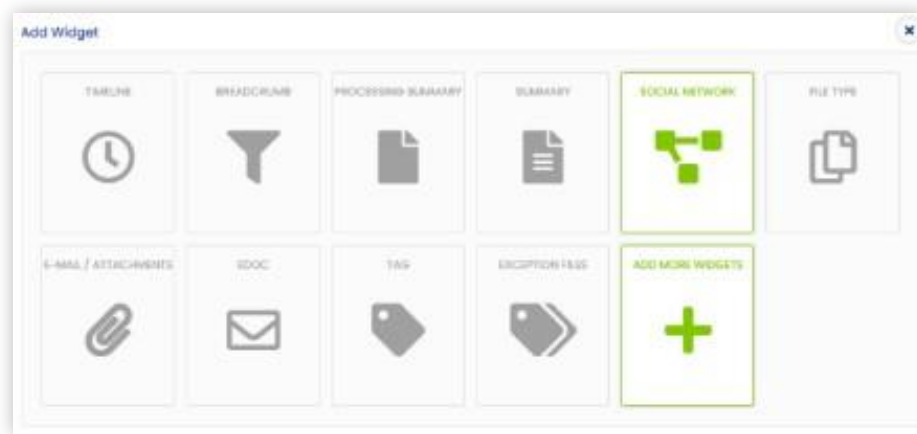 Add Widget
TIMELINE
BREADCRUMB
PROCESSING SUMMARY
SUMMARY
SOCIAL NETWORK
FILE TYPE
E-MAIL / ATTACHMENTS
EDOC
TAG
EXCEPTION FILES
ADD MORE WIDGETS